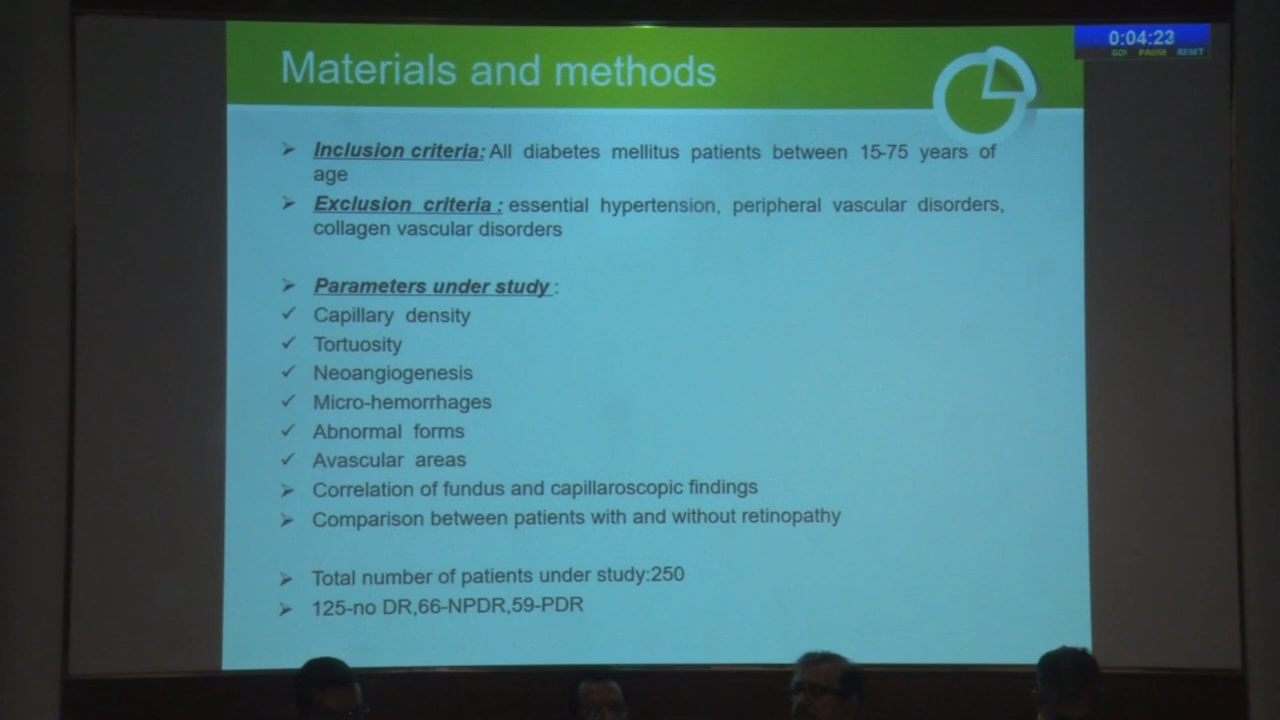 0:04:23
GO! PAUSE RESET
Materials and methods
➢ Inclusion criteria: All diabetes mellitus patients between 15-75 years of
age
➢ Exclusion criteria : essential hypertension, peripheral vascular disorders,
collagen vascular disorders
➢ Parameters under study :
✓ Capillary density
✓ Tortuosity
✓ Neoangiogenesis
✓ Micro-hemorrhages
✓ Abnormal forms
✓ Avascular areas
➢ Correlation of fundus and capillaroscopic findings
➢ Comparison between patients with and without retinopathy
➢ Total number of patients under study:250
➢ 125-no DR,66-NPDR,59-PDR